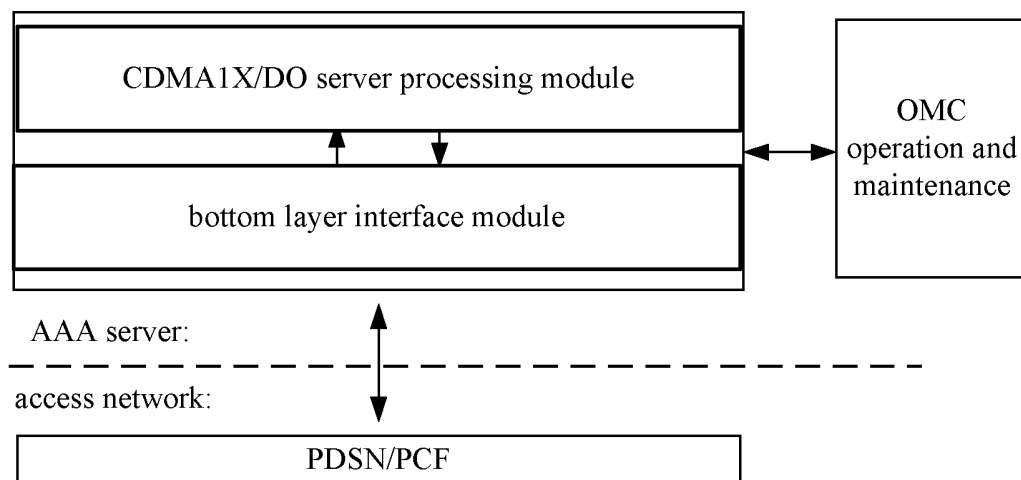 CDMA1X/DO server processing module
OMC
operation and
maintenance
bottom layer interface module
AAA server:
access network:
PDSN/PCF